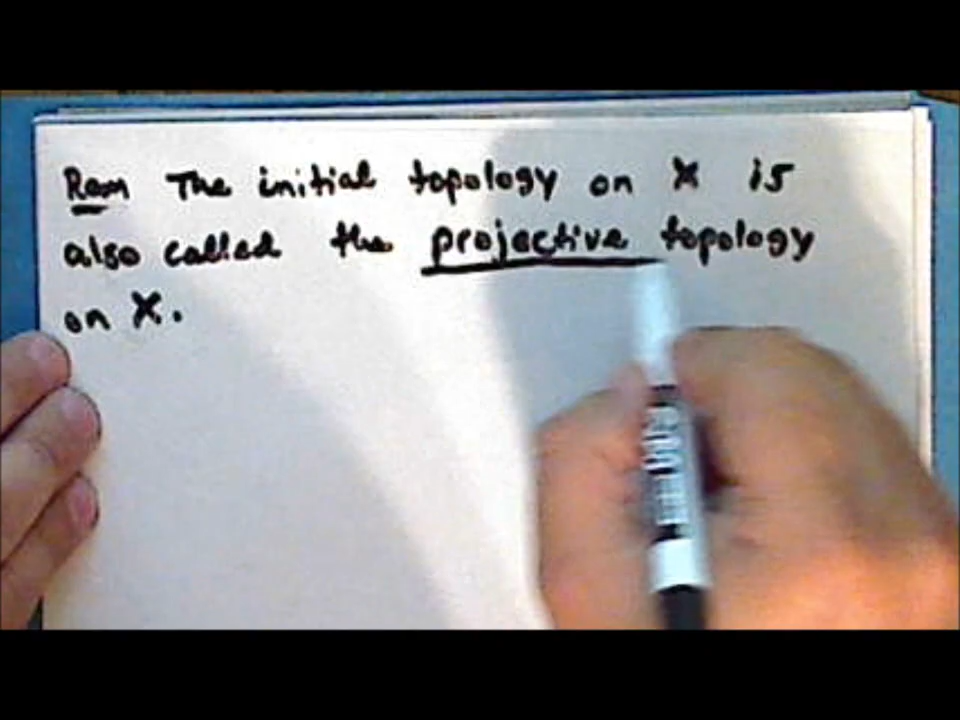 Rem The initial topology on X is
also called the projective topology
on X.